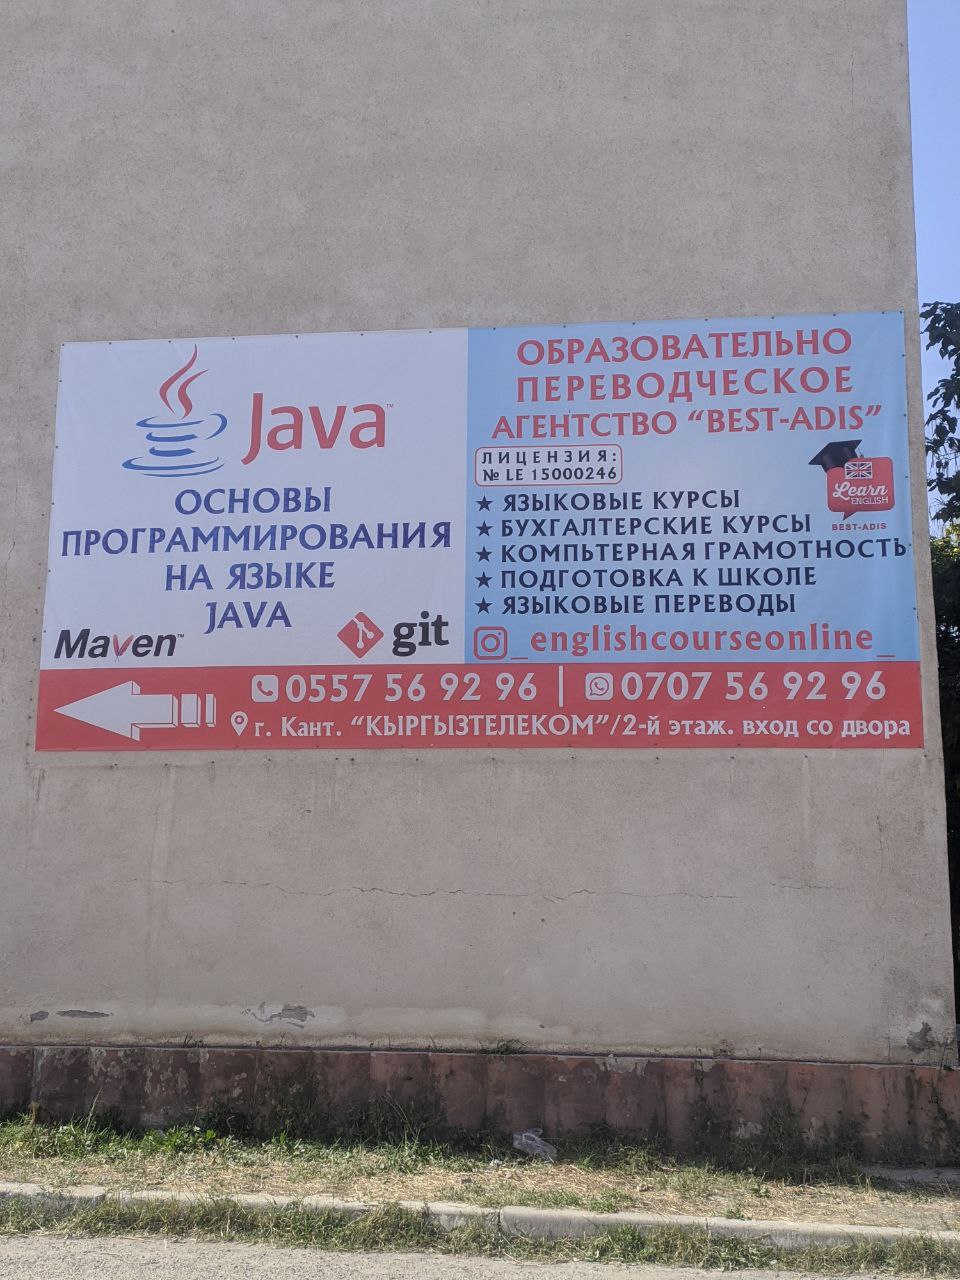 Java™
ОСНОВЫ
ПРОГРАММИРОВАНИЯ
НА ЯЗЫКЕ
JAVA
Maven™
git
ОБРАЗОВАТЕЛЬНО
ПЕРЕВОДЧЕСКОЕ
АГЕНТСТВО “BEST-ADIS”
ЛИЦЕНЗИЯ:
№ LE 15000246
Learn
ENGLISH
BEST-ADIS
★ ЯЗЫКОВЫЕ КУРСЫ
★ БУХГАЛТЕРСКИЕ КУРСЫ
★ КОМПЬТЕРНАЯ ГРАМОТНОСТЬ
★ ПОДГОТОВКА К ШКОЛЕ
★ ЯЗЫКОВЫЕ ПЕРЕВОДЫ
_englishcourseonline_
0557 56 92 96 | 0707 56 92 96
г. Кант. “КЫРГЫЗТЕЛЕКОМ”/2-й этаж. вход со двора